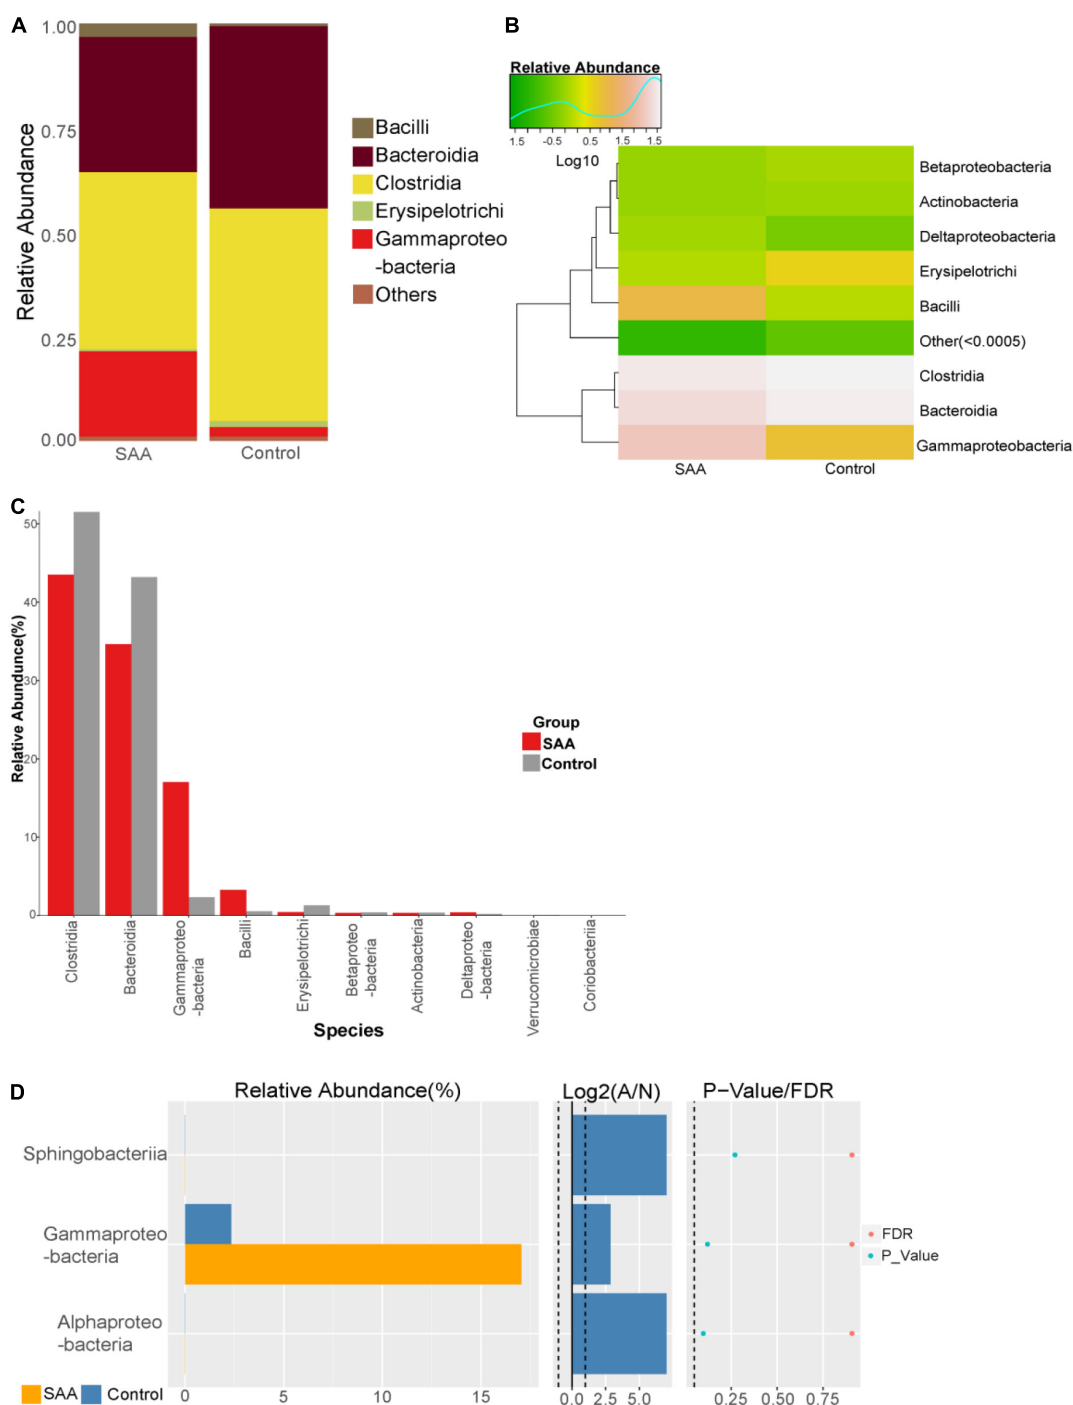 A
1.00
0.75
0.50
0.25
0.00
Relative Abundance
SAA
Control
Bacilli
Bacteroidia
Clostridia
Erysipelotrichi
Gammaproteo
-bacteria
Others
B
Relative Abundance
1.5 -0.5 0.5 1.5 1.5
Log10
Betaproteobacteria
Actinobacteria
Deltaproteobacteria
Erysipelotrichi
Bacilli
Other(<0.0005)
Clostridia
Bacteroidia
Gammaproteobacteria
SAA
Control
C
50
40
30
20
10
0
Relative Abundunce(%)
Group
SAA
Control
Clostridia
Bacteroidia
Gammaproteo
-bacteria
Bacilli
Erysipelotrichi
Betaproteo
-bacteria
Actinobacteria
Deltaproteo
-bacteria
Verrucomicrobiae
Coriobacteriia
Species
D
Relative Abundance(%)
Log2(A/N)
P-Value/FDR
Sphingobacteriia
Gammaproteo
-bacteria
Alphaproteo
-bacteria
FDR
P_Value
SAA
Control
0 5 10 15
0.0 2.5 5.0
0.25 0.50 0.75